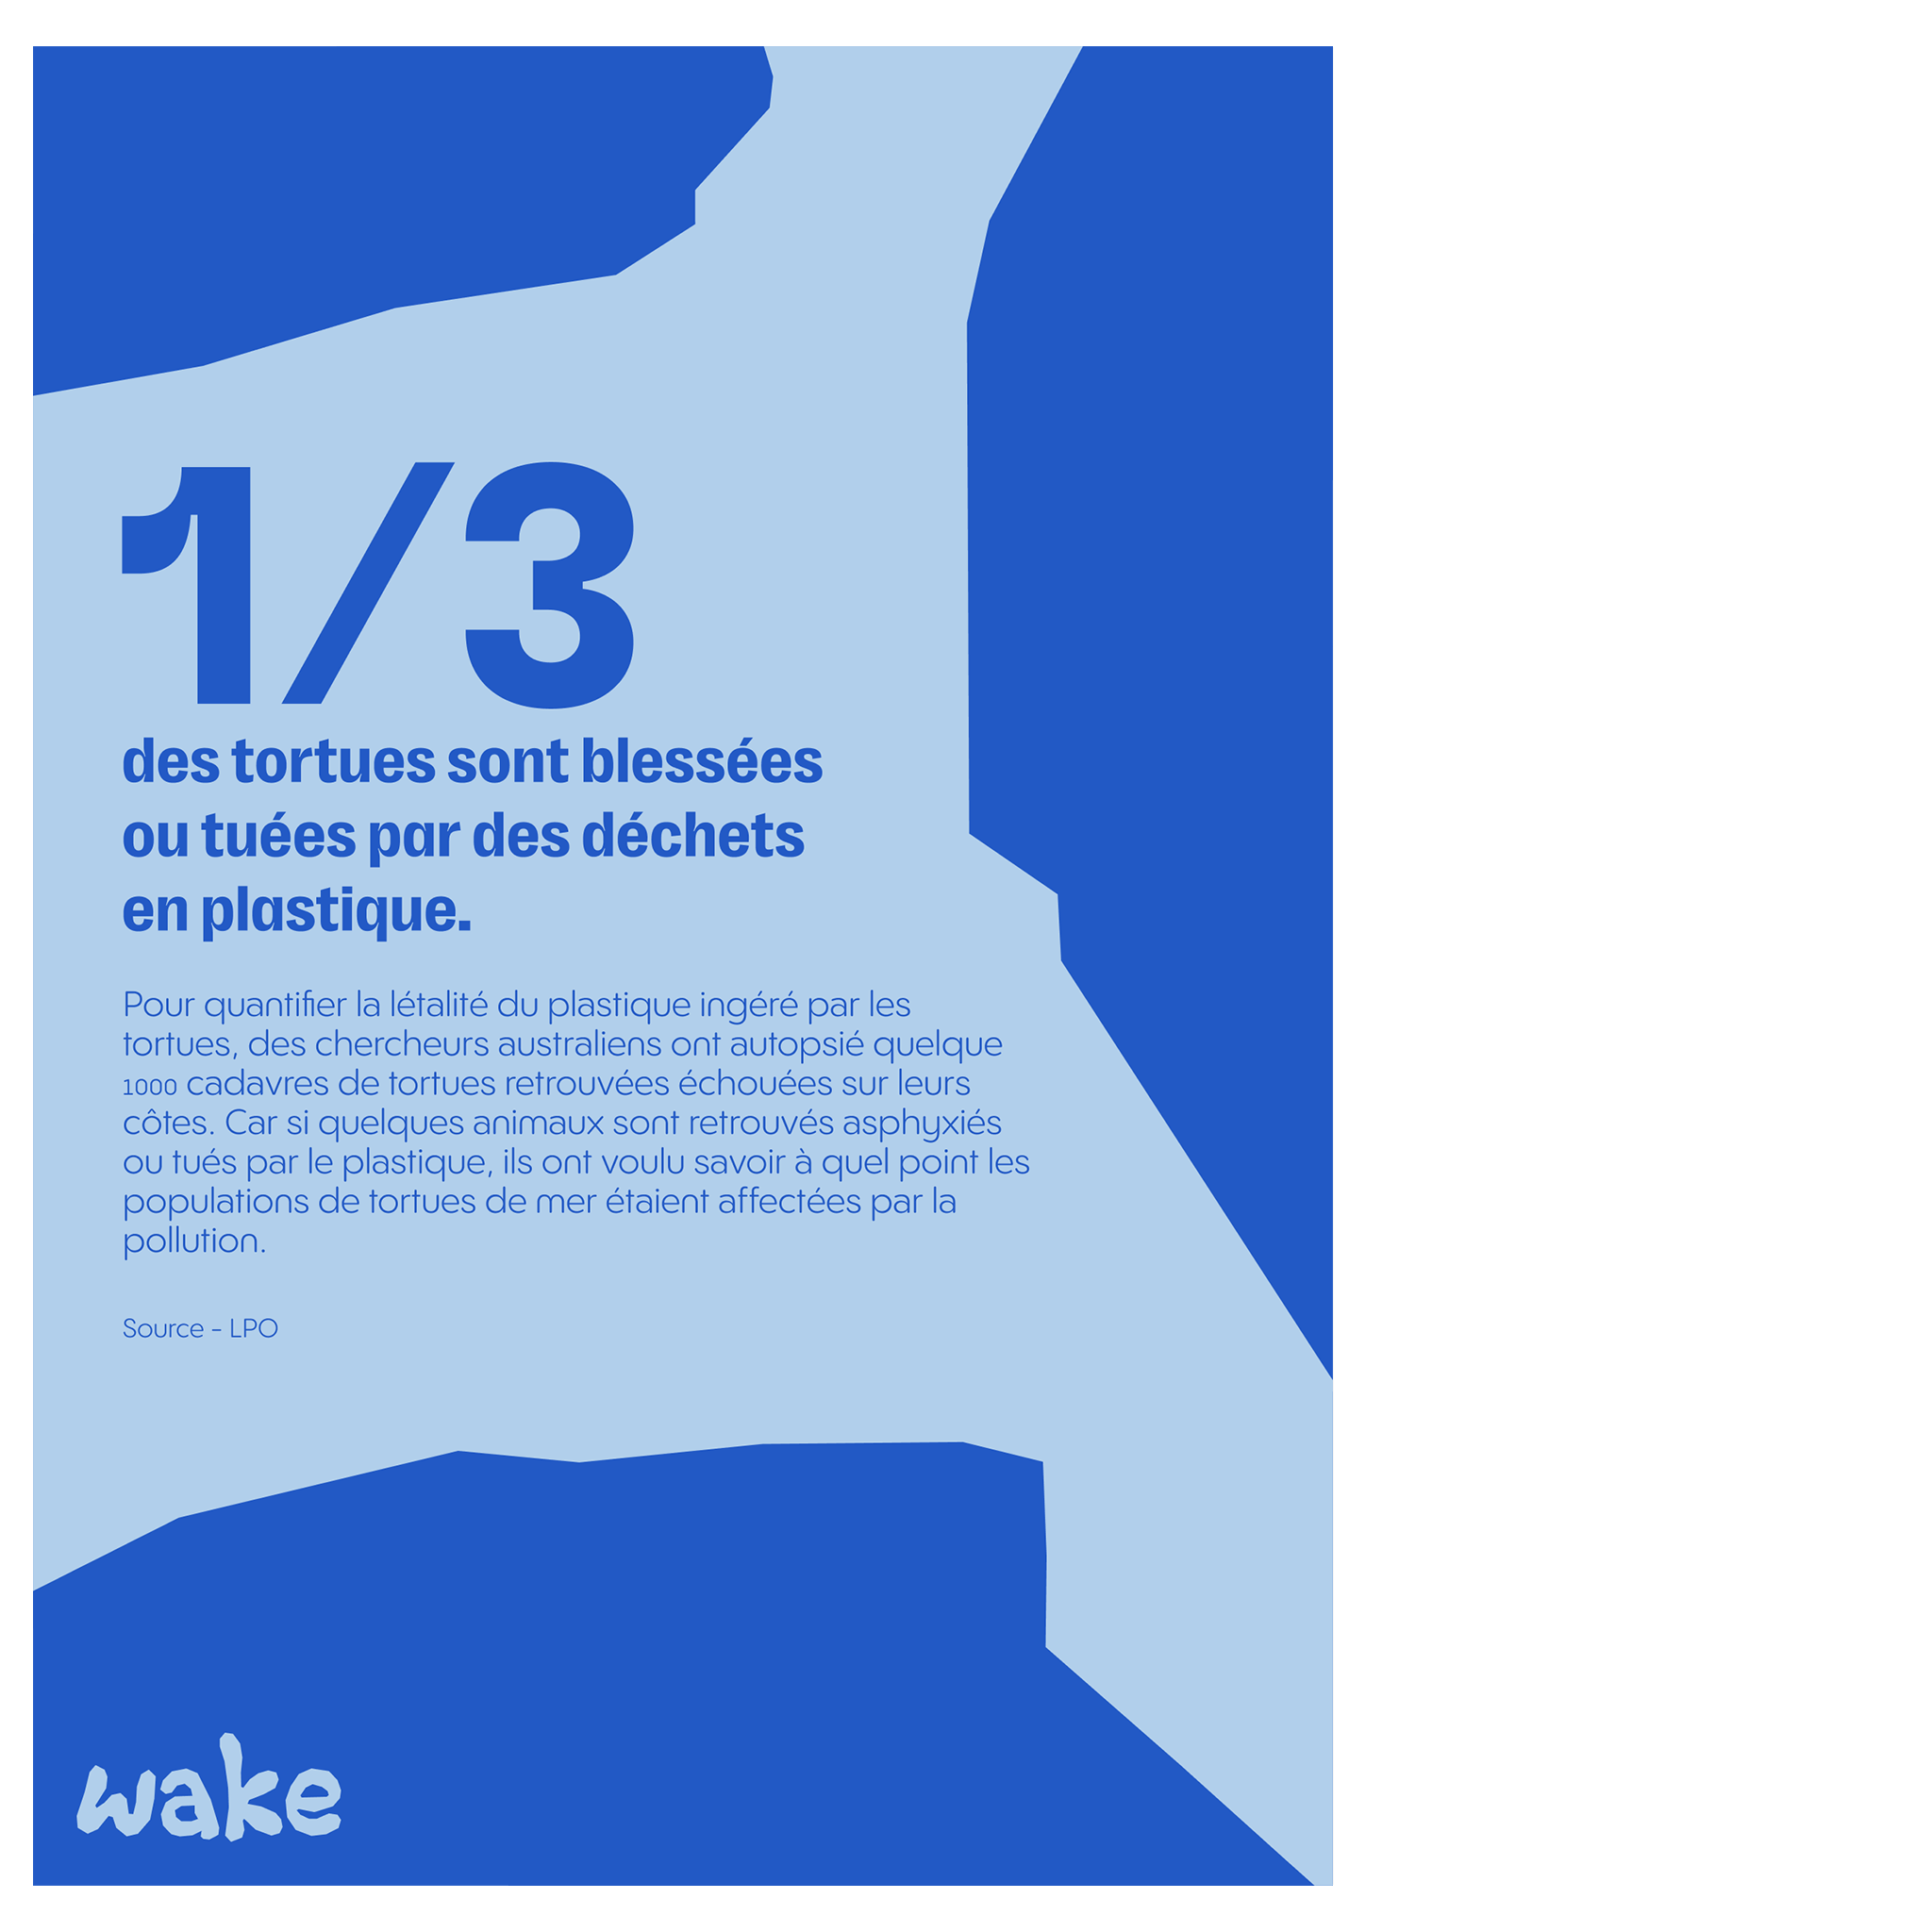 1/3
des tortues sont blessées
ou tuées par des déchets
en plastique.
Pour quantifier la létalité du plastique ingéré par les
tortues, des chercheurs australiens ont autopsié quelque
1000 cadavres de tortues retrouvées échouées sur leurs
côtes. Car si quelques animaux sont retrouvés asphyxiés
ou tués par le plastique, ils ont voulu savoir à quel point les
populations de tortues de mer étaient affectées par la
pollution.
Source – LPO
wake